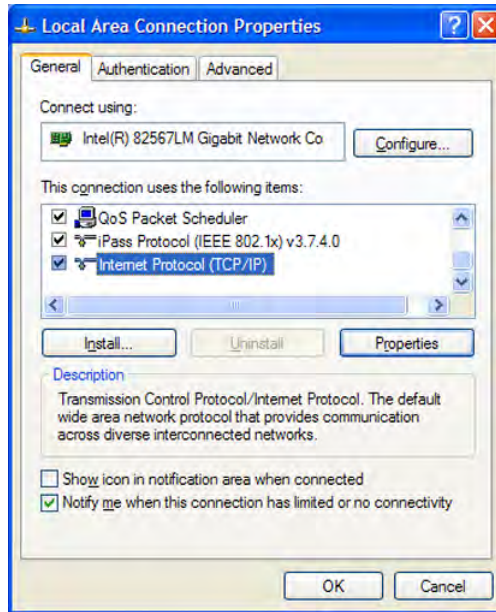 Local Area Connection Properties
General Authentication Advanced
Connect using:
Intel(R) 82567LM Gigabit Network Co
Configure...
This connection uses the following items:
QoS Packet Scheduler
iPass Protocol (IEEE 802.1x) v3.7.4.0
Internet Protocol (TCP/IP)
Install... Uninstall Properties
Description
Transmission Control Protocol/Internet Protocol. The default
wide area network protocol that provides communication
across diverse interconnected networks.
Show icon in notification area when connected
Notify me when this connection has limited or no connectivity
OK Cancel